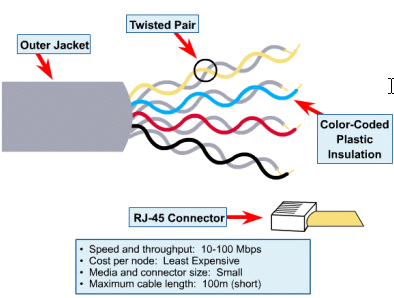 Twisted Pair
Outer Jacket
Color-Coded
Plastic
Insulation
RJ-45 Connector
• Speed and throughput: 10-100 Mbps
• Cost per node: Least Expensive
• Media and connector size: Small
• Maximum cable length: 100m (short)